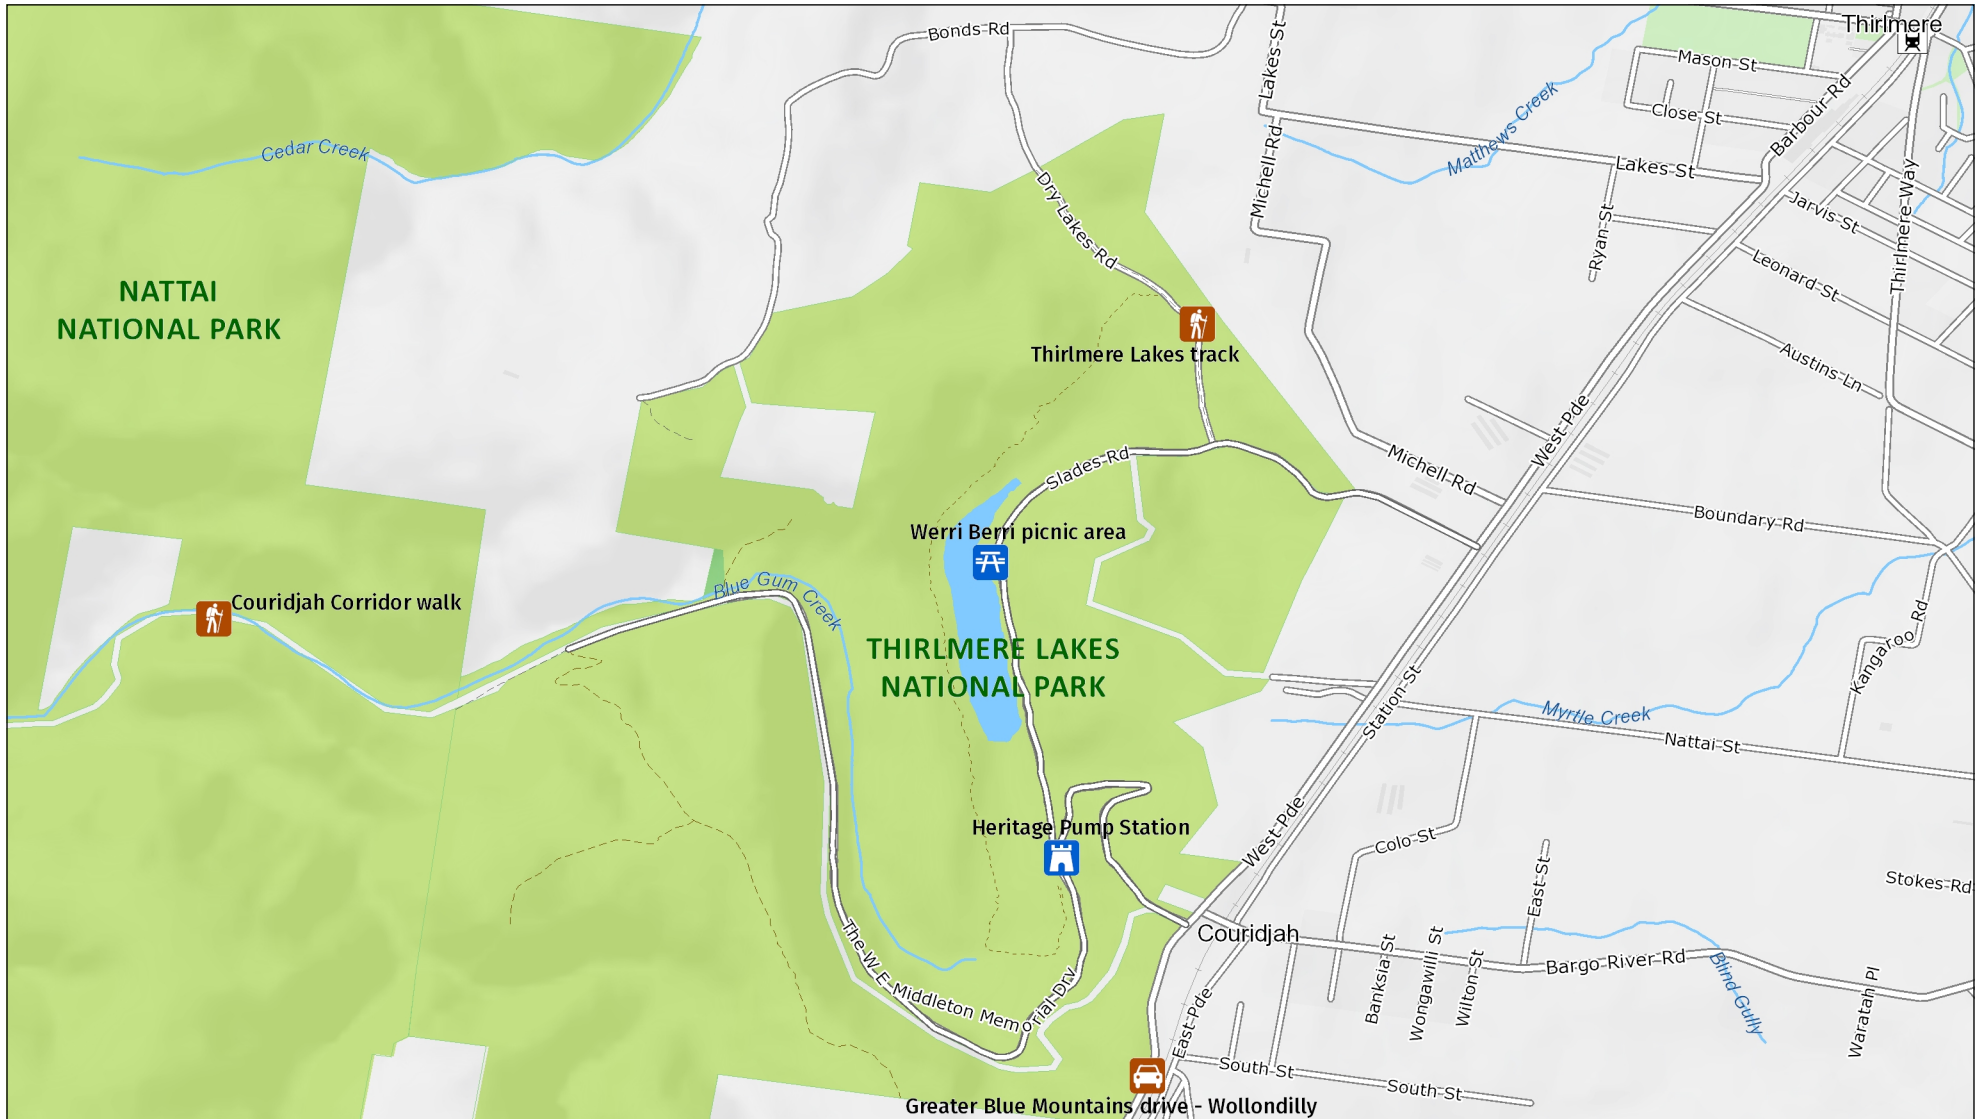 Thirlmere
Bonds Rd
Lakes St
Mason St
Close St
Barbour Rd
Matthews Creek
Cedar Creek
Michell Rd
Lakes St
Dry Lakes Rd
Ryan St
Jarvis St
Thirlmere Way
Leonard St
NATTAI
NATIONAL PARK
Thirlmere Lakes track
Austins Ln
West Pde
Slades Rd
Michell Rd
Boundary Rd
Werri Berri picnic area
Blue Gum Creek
Couridjah Corridor walk
THIRLMERE LAKES
NATIONAL PARK
Kangaroo Rd
Station St
Myrtle Creek
Nattai St
Heritage Pump Station
West Pde
Colo St
East St
Stokes Rd
Couridjah
The W E Middleton Memorial Drv
Banksia St
Wongawilli St
Wilton St
Bargo River Rd
Blind Gully
Waratah Pl
East Pde
South St
South St
Greater Blue Mountains drive - Wollondilly